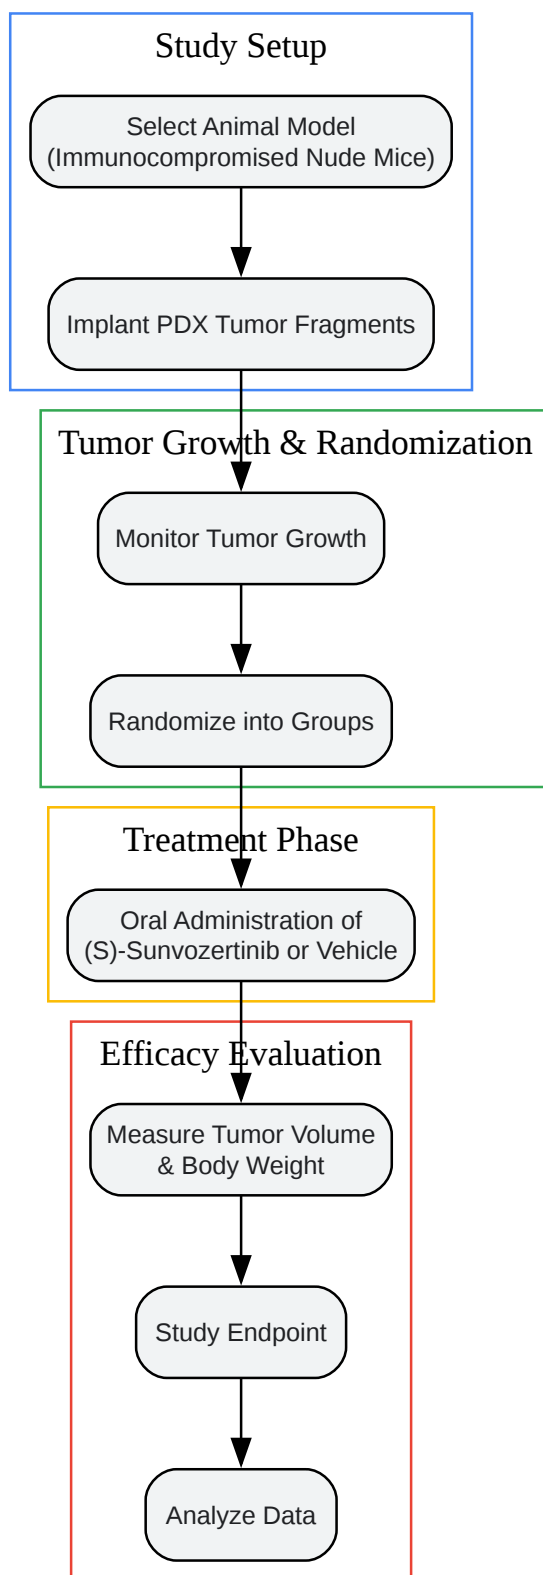 Study Setup
Select Animal Model
(Immunocompromised Nude Mice)
Implant PDX Tumor Fragments
Tumor Growth & Randomization
Monitor Tumor Growth
Randomize into Groups
Treatment Phase
Oral Administration of
(S)-Sunvozertinib or Vehicle
Efficacy Evaluation
Measure Tumor Volume
& Body Weight
Study Endpoint
Analyze Data